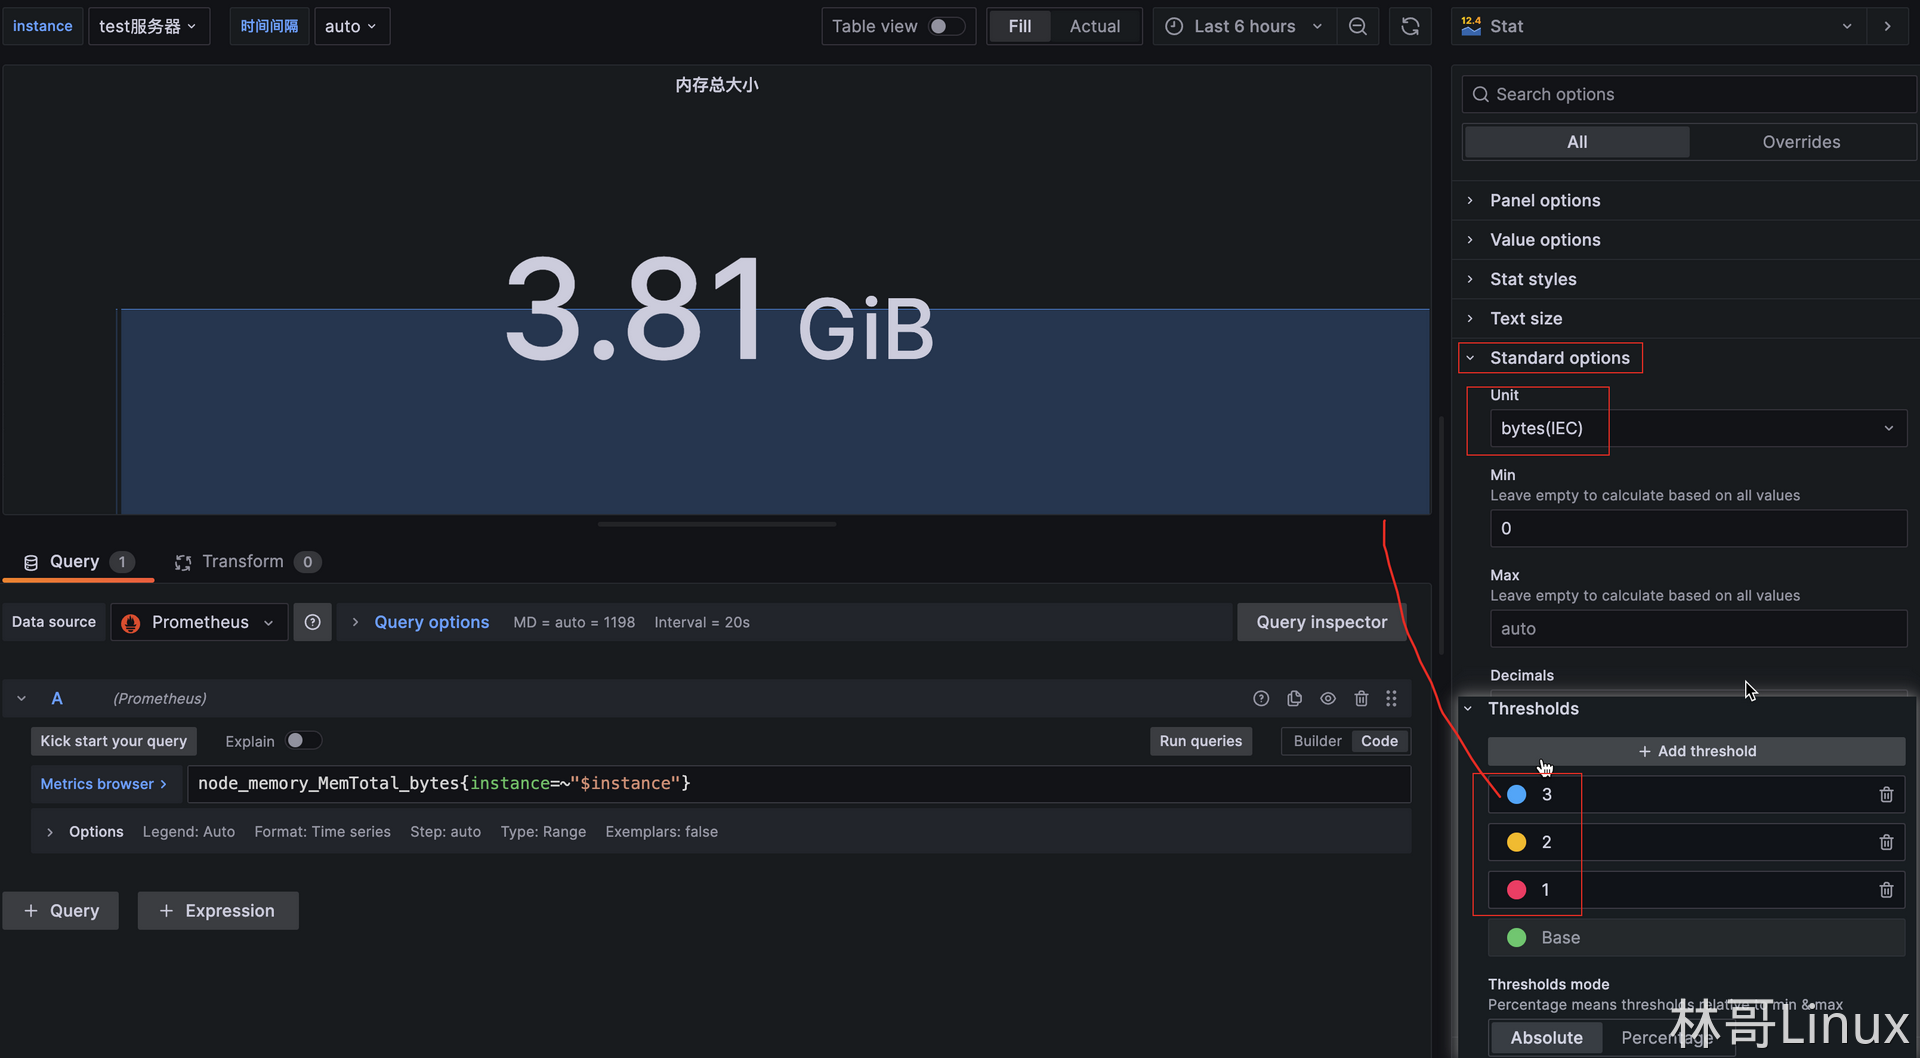 instance
test服务器
时间间隔
auto
Table view
Fill
Actual
Last 6 hours
12.4
Stat
内存总大小
3.81 GiB
Search options
All
Overrides
Panel options
Value options
Stat styles
Text size
Standard options
Unit
bytes(IEC)
Min
Leave empty to calculate based on all values
0
Max
Leave empty to calculate based on all values
auto
Decimals
Thresholds
+ Add threshold
3
2
1
Base
Thresholds mode
Percentage means thresholds relative to min & max
Absolute
Percentage
Query 1
Transform 0
Data source
Prometheus
Query options
MD = auto = 1198
Interval = 20s
Query inspector
A
(Prometheus)
Kick start your query
Explain
Run queries
Builder
Code
Metrics browser >
node_memory_MemTotal_bytes{instance=~"$instance"}
Options
Legend: Auto
Format: Time series
Step: auto
Type: Range
Exemplars: false
+ Query
+ Expression
林哥Linux